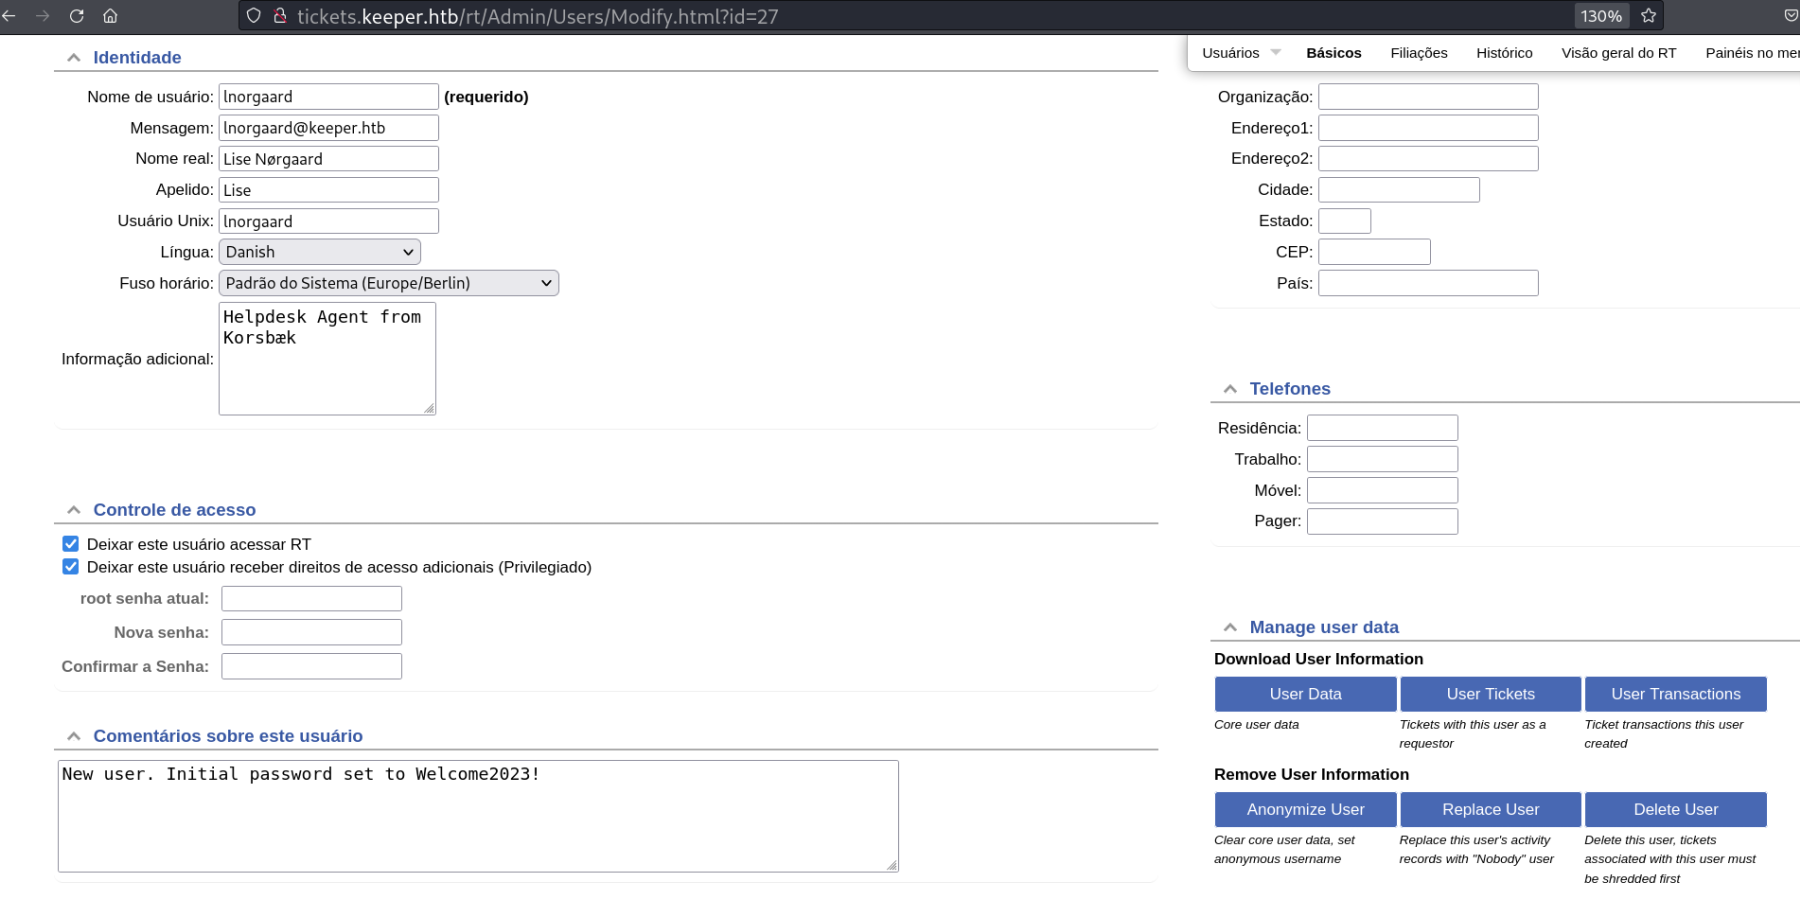 tickets.keeper.htb/rt/Admin/Users/Modify.html?id=27
130%
Usuários Básicos Filiações Histórico Visão geral do RT Painéis no mer
Identidade
Nome de usuário: lnorgaard (requerido)
Mensagem: lnorgaard@keeper.htb
Nome real: Lise Nørgaard
Apelido: Lise
Usuário Unix: lnorgaard
Língua: Danish
Fuso horário: Padrão do Sistema (Europe/Berlin)
Informação adicional: Helpdesk Agent from
Korsbæk
Controle de acesso
Deixar este usuário acessar RT
Deixar este usuário receber direitos de acesso adicionais (Privilegiado)
root senha atual:
Nova senha:
Confirmar a Senha:
Comentários sobre este usuário
New user. Initial password set to Welcome2023!
Organização:
Endereço1:
Endereço2:
Cidade:
Estado:
CEP:
País:
Telefones
Residência:
Trabalho:
Móvel:
Pager:
Manage user data
Download User Information
User Data User Tickets User Transactions
Core user data
Tickets with this user as a
requestor
Ticket transactions this user
created
Remove User Information
Anonymize User Replace User Delete User
Clear core user data, set
anonymous username
Replace this user's activity
records with "Nobody" user
Delete this user, tickets
associated with this user must
be shredded first